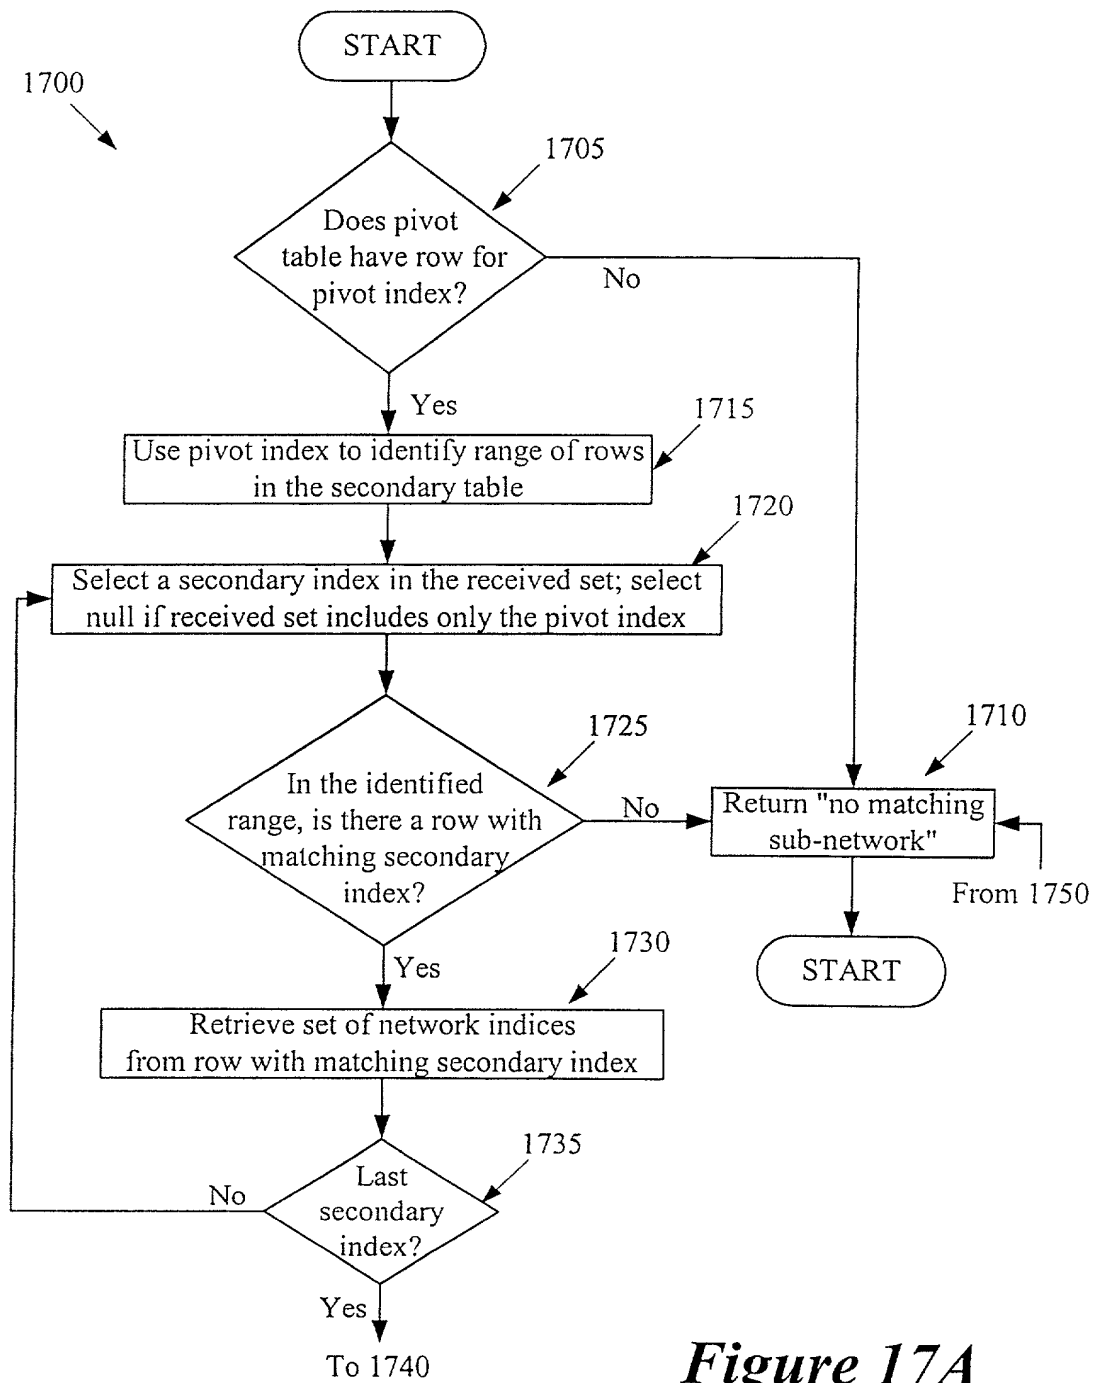 START
1700
1705
Does pivot
table have row for
pivot index?
No
Yes
1715
Use pivot index to identify range of rows
in the secondary table
1720
Select a secondary index in the received set; select
null if received set includes only the pivot index
1725
In the identified
range, is there a row with
matching secondary
index?
No
1710
Return "no matching
sub-network"
From 1750
START
Yes
1730
Retrieve set of network indices
from row with matching secondary index
1735
Last
secondary
index?
No
Yes
To 1740
Figure 17A